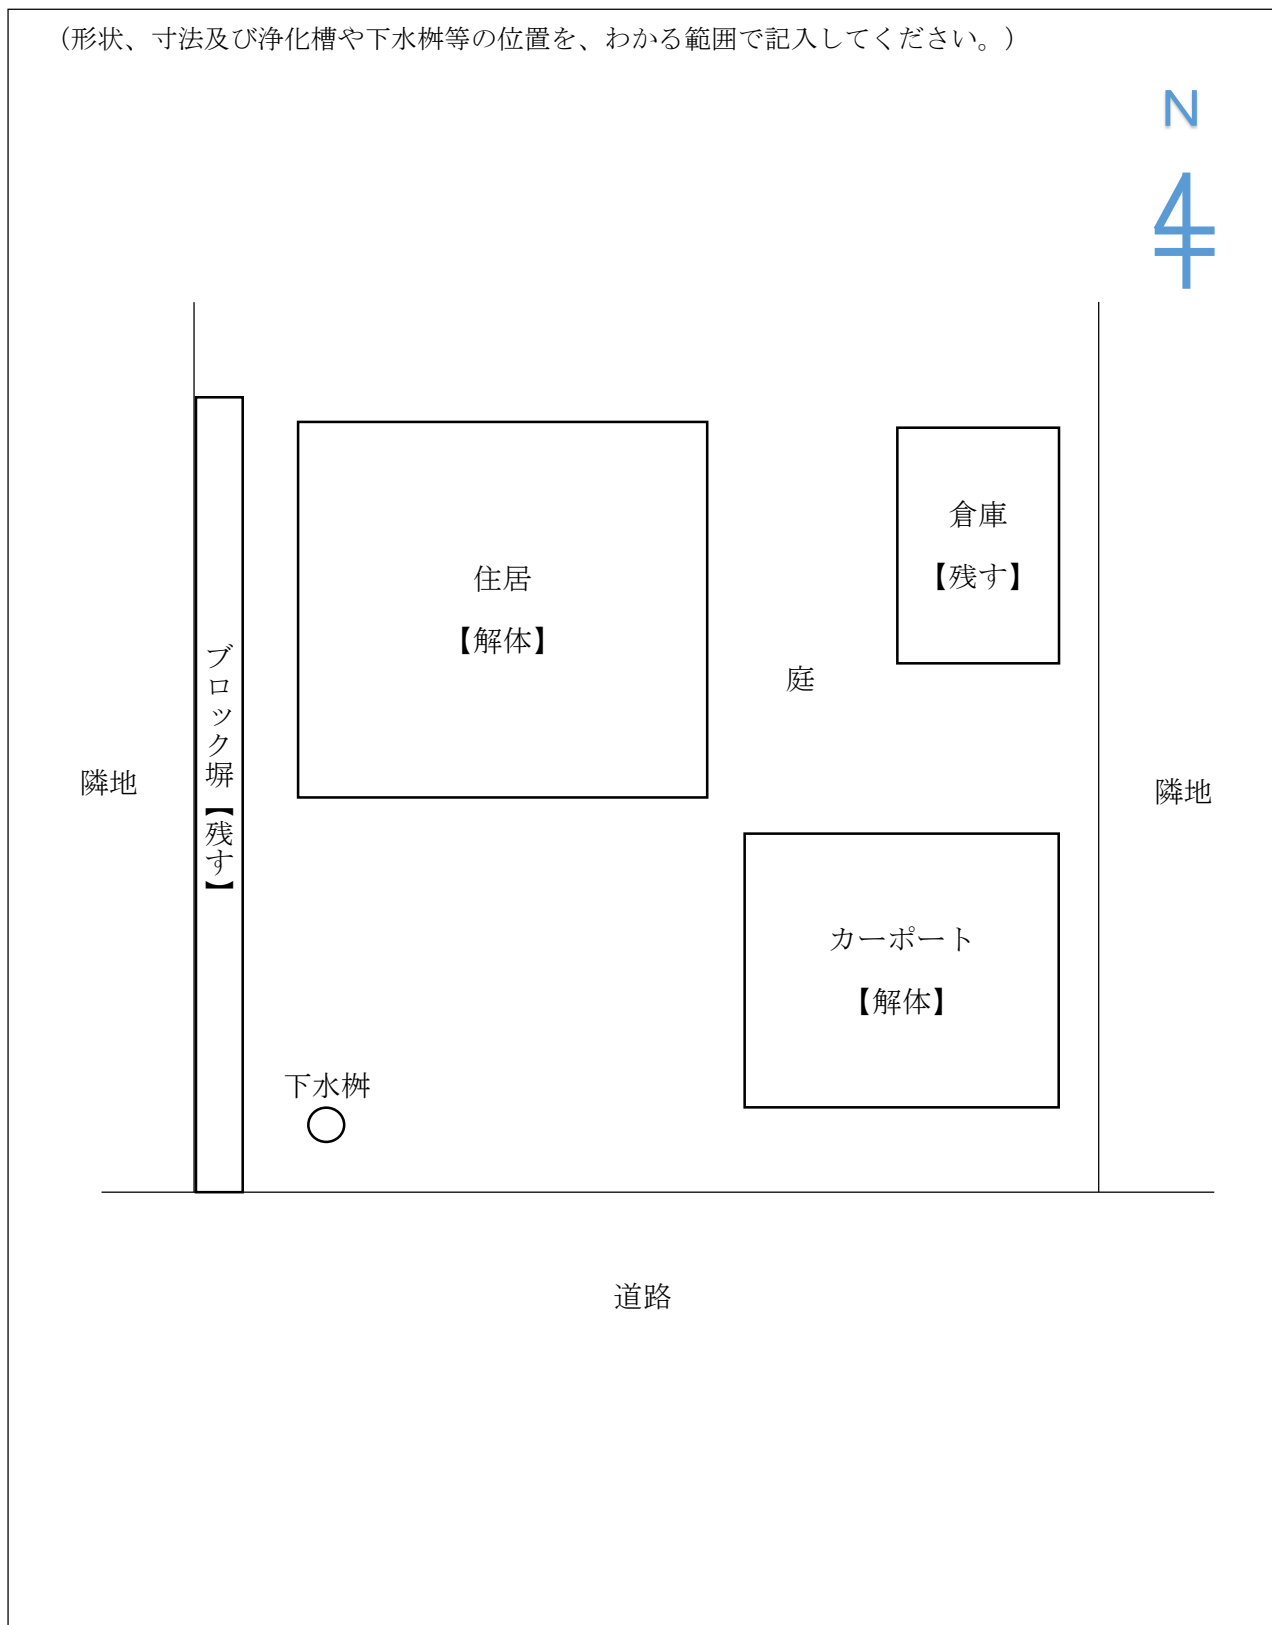 （形状、寸法及び浄化槽や下水桝等の位置を、わかる範囲で記入してください。）
N
倉庫
【残す】
住居
【解体】
庭
ブロック塀【残す】
隣地
隣地
カーポート
【解体】
下水桝
道路